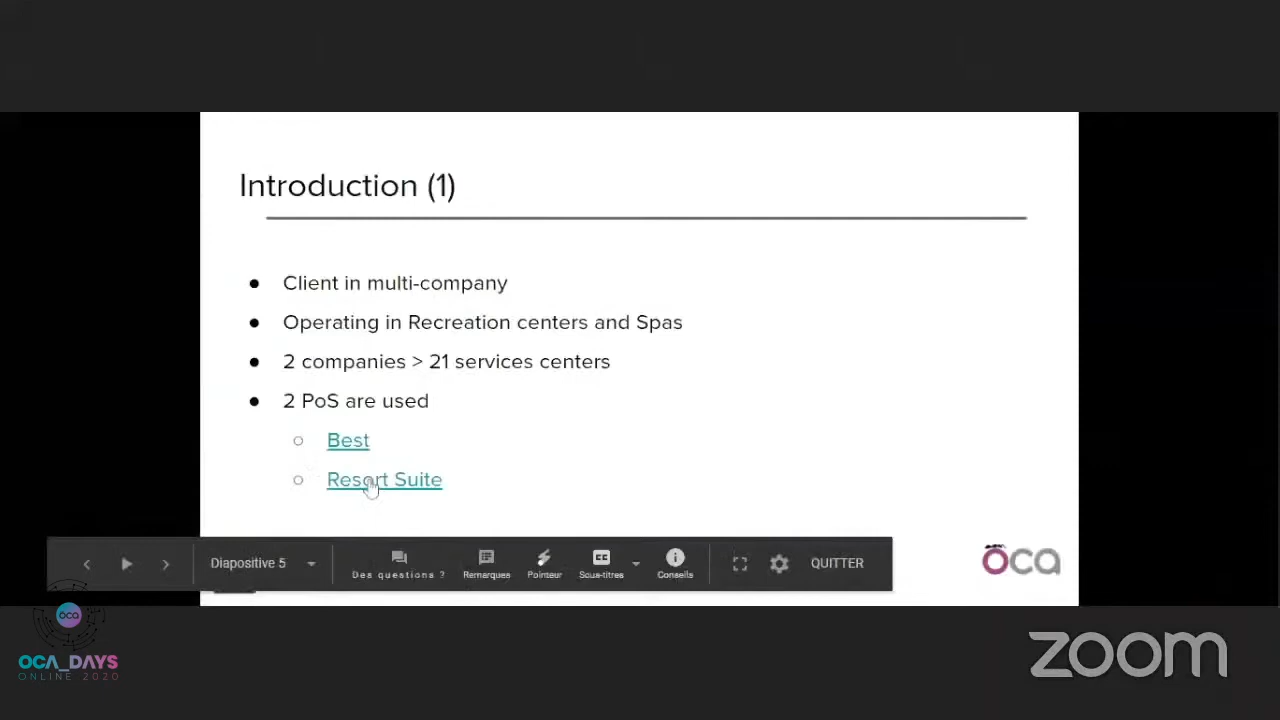 Introduction (1)
Client in multi-company
Operating in Recreation centers and Spas
2 companies > 21 services centers
2 PoS are used
Best
Resort Suite
Diapositive 5
Des questions ?
Remarques
Pointeur
Sous-titres
Conseils
QUITTER
oca
oca
OCA_DAYS
ONLINE 2020
zoom